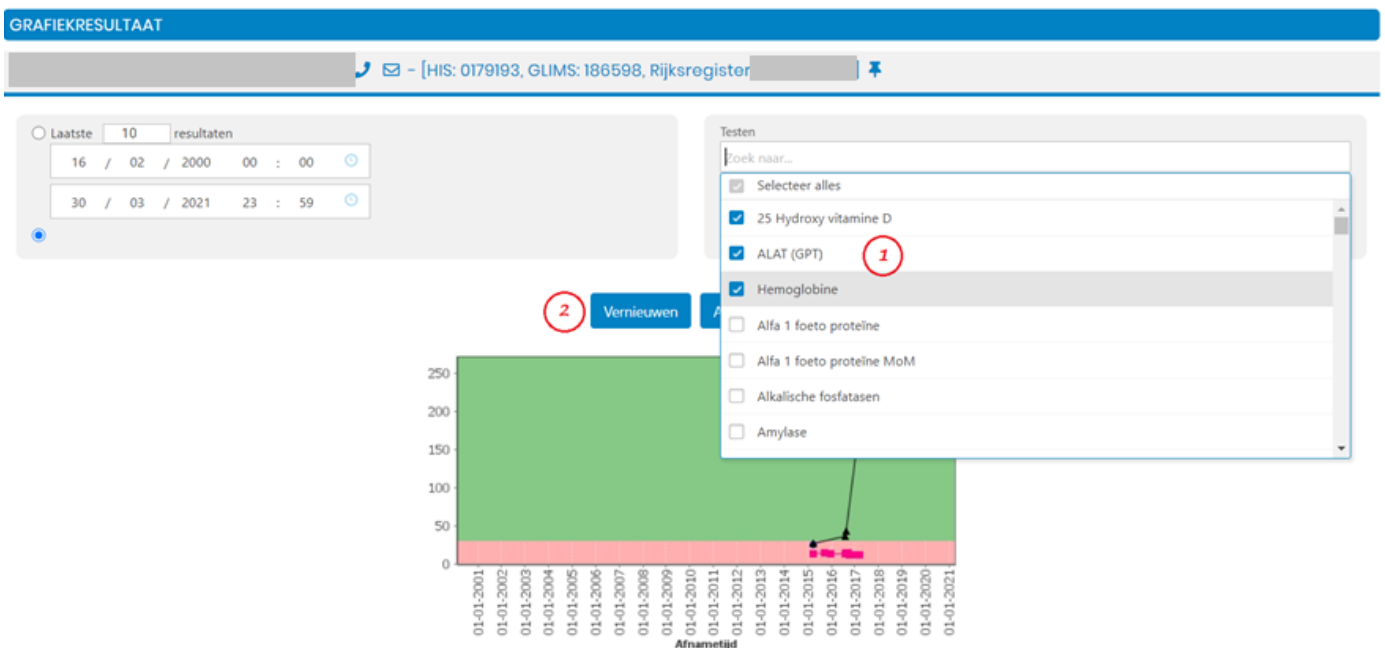 GRAFIEKRESULTAAT
- [HIS: 0179193, GLIMS: 186598, Rijksregister ]
Laatste 10 resultaten
16 / 02 / 2000 00 : 00
30 / 03 / 2021 23 : 59
Testen
Zoek naar...
Selecteer alles
25 Hydroxy vitamine D
ALAT (GPT)
1
Hemoglobine
Alfa 1 foeto proteïne
Alfa 1 foeto proteïne MoM
Alkalische fosfatasen
Amylase
2
Vernieuwen
A
250
200
150
100
50
0
01-01-2001
01-01-2002
01-01-2003
01-01-2004
01-01-2005
01-01-2006
01-01-2007
01-01-2008
01-01-2009
01-01-2010
01-01-2011
01-01-2012
01-01-2013
01-01-2014
01-01-2015
01-01-2016
01-01-2017
01-01-2018
01-01-2019
01-01-2020
01-01-2021
Afnametijd